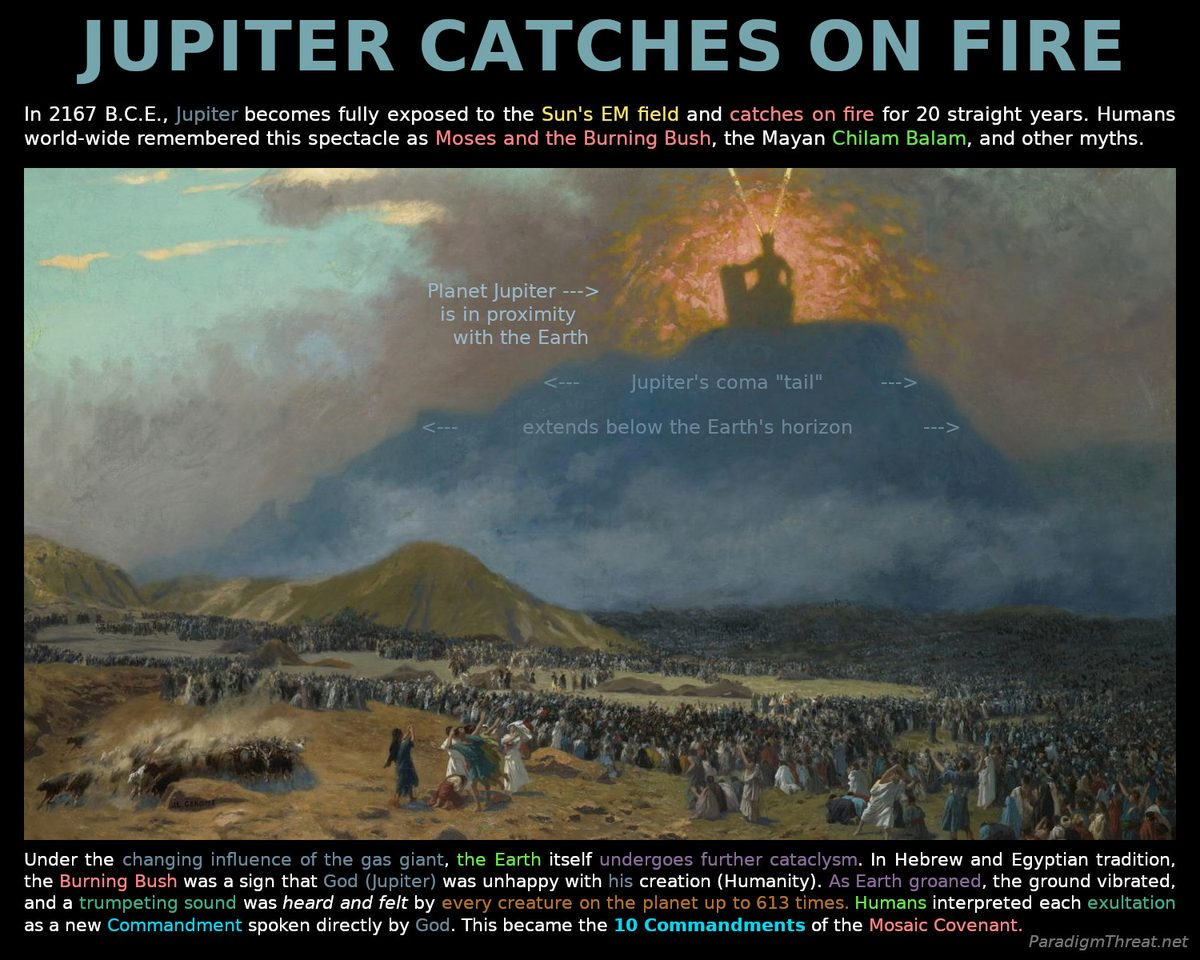 JUPITER CATCHES ON FIRE
In 2167 B.C.E., Jupiter becomes fully exposed to the Sun's EM field and catches on fire for 20 straight years. Humans
world-wide remembered this spectacle as Moses and the Burning Bush, the Mayan Chilam Balam, and other myths.
Planet Jupiter --->
is in proximity
with the Earth
<--- Jupiter's coma "tail" --->
<--- extends below the Earth's horizon --->
J.L. GEROME
Under the changing influence of the gas giant, the Earth itself undergoes further cataclysm. In Hebrew and Egyptian tradition,
the Burning Bush was a sign that God (Jupiter) was unhappy with his creation (Humanity). As Earth groaned, the ground vibrated,
and a trumpeting sound was heard and felt by every creature on the planet up to 613 times. Humans interpreted each exultation
as a new Commandment spoken directly by God. This became the 10 Commandments of the Mosaic Covenant.
ParadigmThreat.net